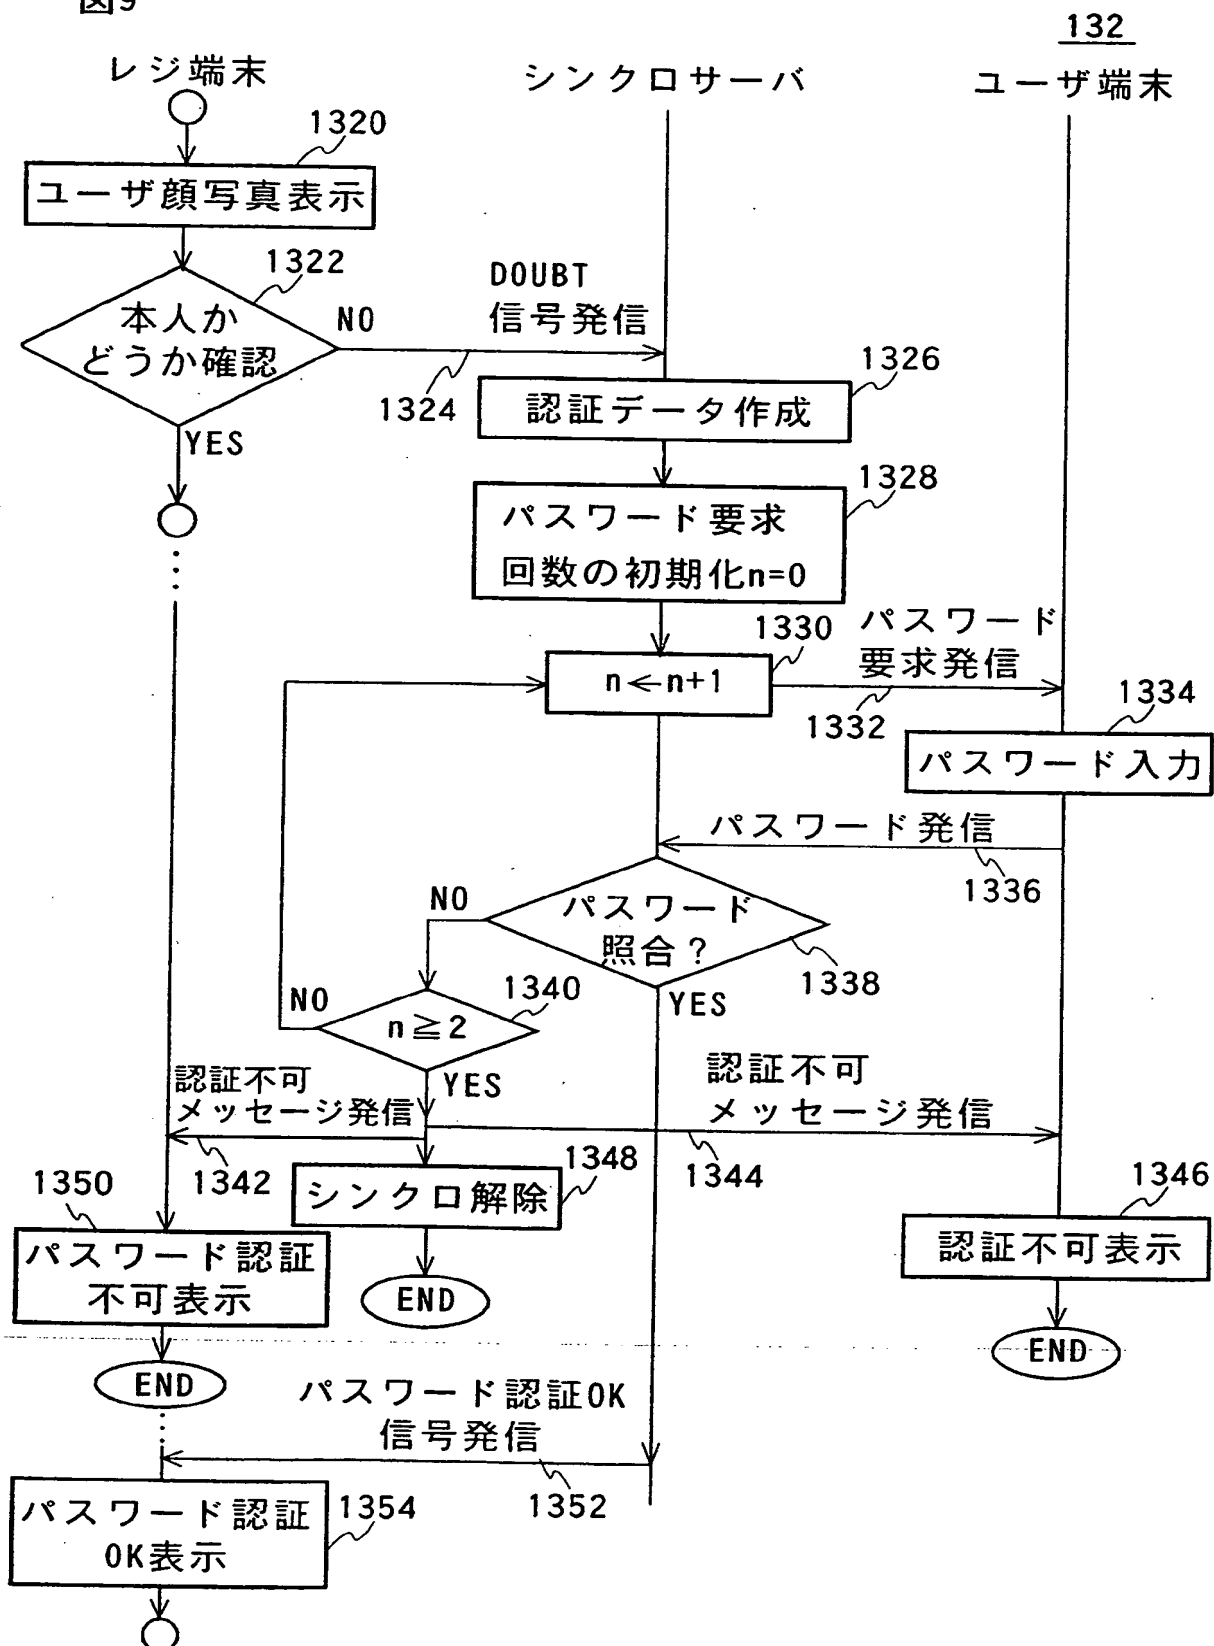 図9
132
レジ端末
シンクロサーバ
ユーザ端末
1320
ユーザ顔写真表示
1322
本人か
どうか確認
NO
YES
DOUBT
信号発信
1324
1326
認証データ作成
1328
パスワード要求
回数の初期化n=0
1330
n←n+1
パスワード
要求発信
1332
1334
パスワード入力
パスワード発信
1336
パスワード
照合?
1338
NO
YES
1340
n≧2
NO
YES
認証不可
メッセージ発信
1342
認証不可
メッセージ発信
1344
1348
シンクロ解除
END
1346
認証不可表示
END
1350
パスワード認証
不可表示
END
パスワード認証OK
信号発信
1352
パスワード認証
OK表示
1354